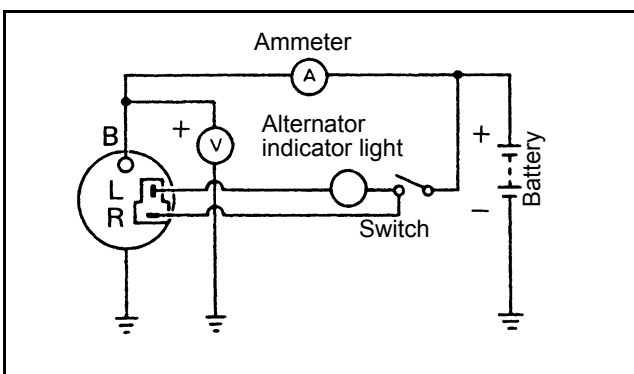 Ammeter
A
B
+
V
Alternator
indicator light
+
Battery
L
R
−
Switch